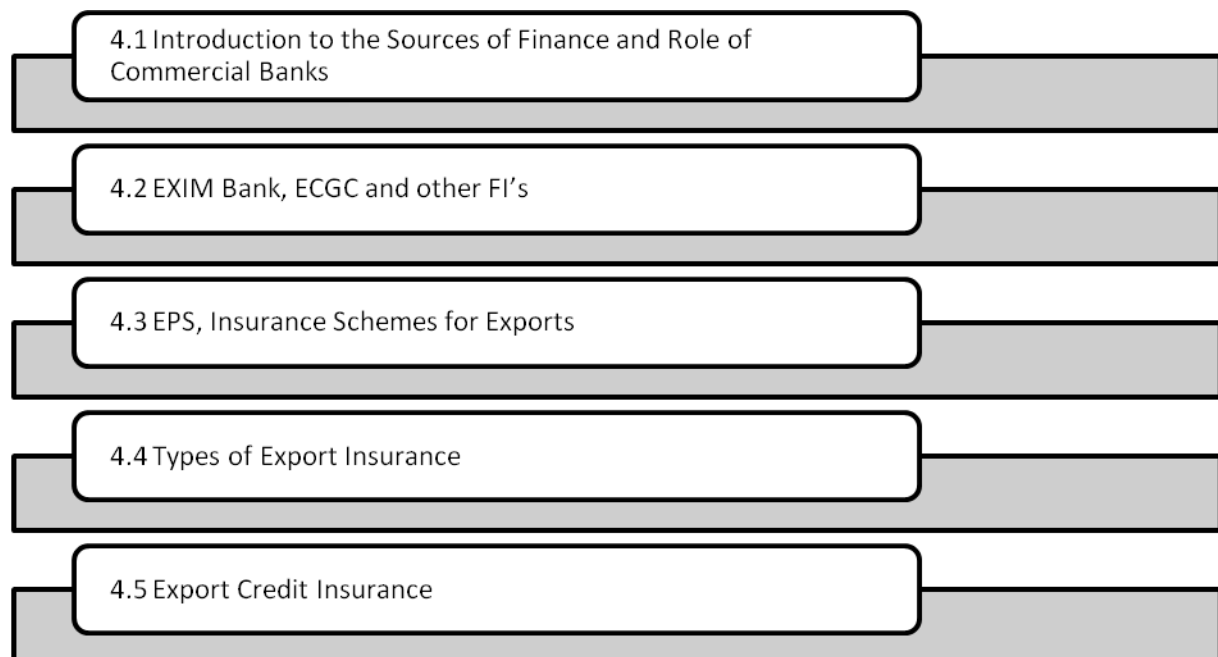 4.1 Introduction to the Sources of Finance and Role of
Commercial Banks
4.2 EXIM Bank, ECGC and other FI’s
4.3 EPS, Insurance Schemes for Exports
4.4 Types of Export Insurance
4.5 Export Credit Insurance